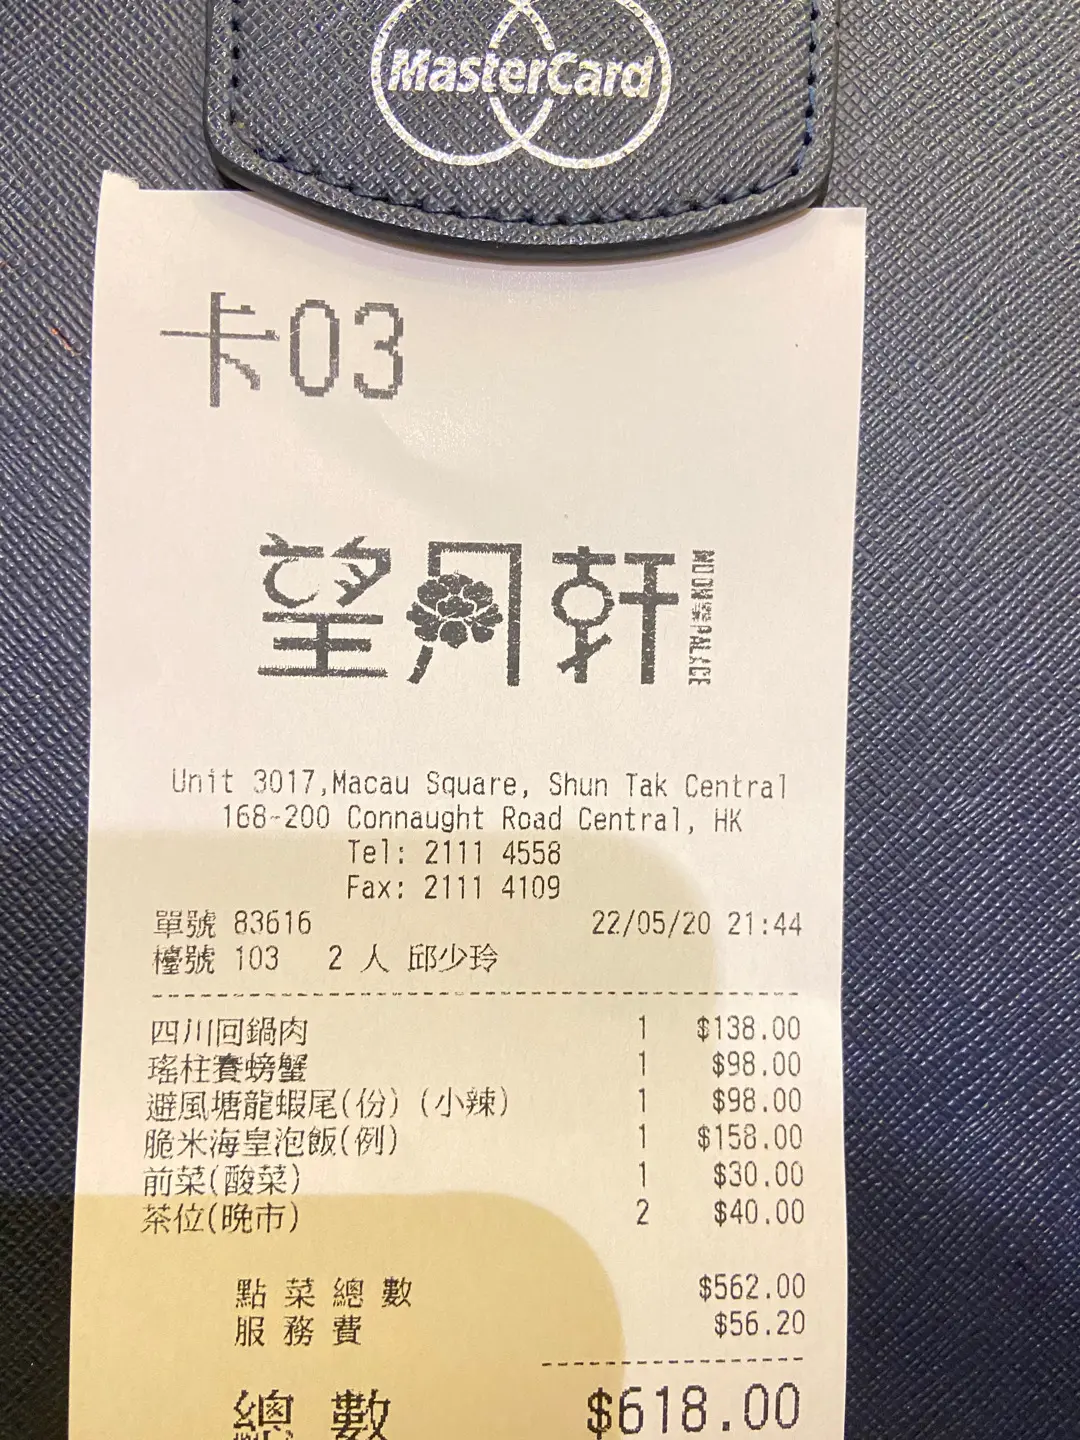 MasterCard
卡03
望月軒
MOON PALACE
Unit 3017,Macau Square, Shun Tak Central
168-200 Connaught Road Central, HK
Tel: 2111 4558
Fax: 2111 4109
單號 83616 22/05/20 21:44
檯號 103 2 人 邱少玲
四川回鍋肉 1 $138.00
瑤柱賽螃蟹 1 $98.00
避風塘龍蝦尾(份) (小辣) 1 $98.00
脆米海皇泡飯(例) 1 $158.00
前菜(酸菜) 1 $30.00
茶位(晚市) 2 $40.00
點菜總數 $562.00
服務費 $56.20
總數 $618.00